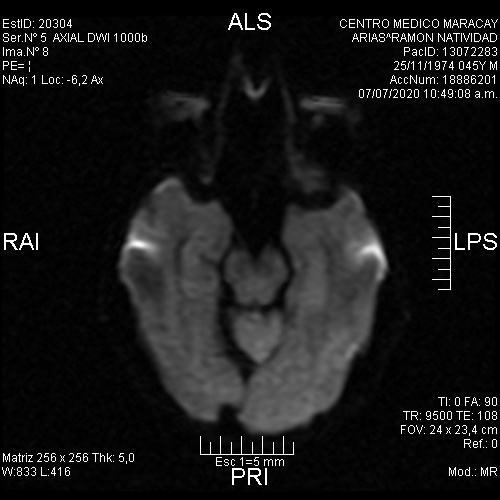 EstID: 20304
Ser.Nº 5 AXIAL DWI 1000b
Ima.Nº 8
PE= ¦
NAq: 1 Loc: -6,2 Ax
ALS
CENTRO MEDICO MARACAY
ARIAS^RAMON NATIVIDAD
PacID: 13072283
25/11/1974 045Y M
AccNum: 18886201
07/07/2020 10:49:08 a.m.
RAI
LPS
TI: 0 FA: 90
TR: 9500 TE: 108
FOV: 24 x 23,4 cm
Ref.: 0
Matriz 256 x 256 Thk: 5,0
W:833 L:416
Esc 1=5 mm
PRI
Mod.: MR